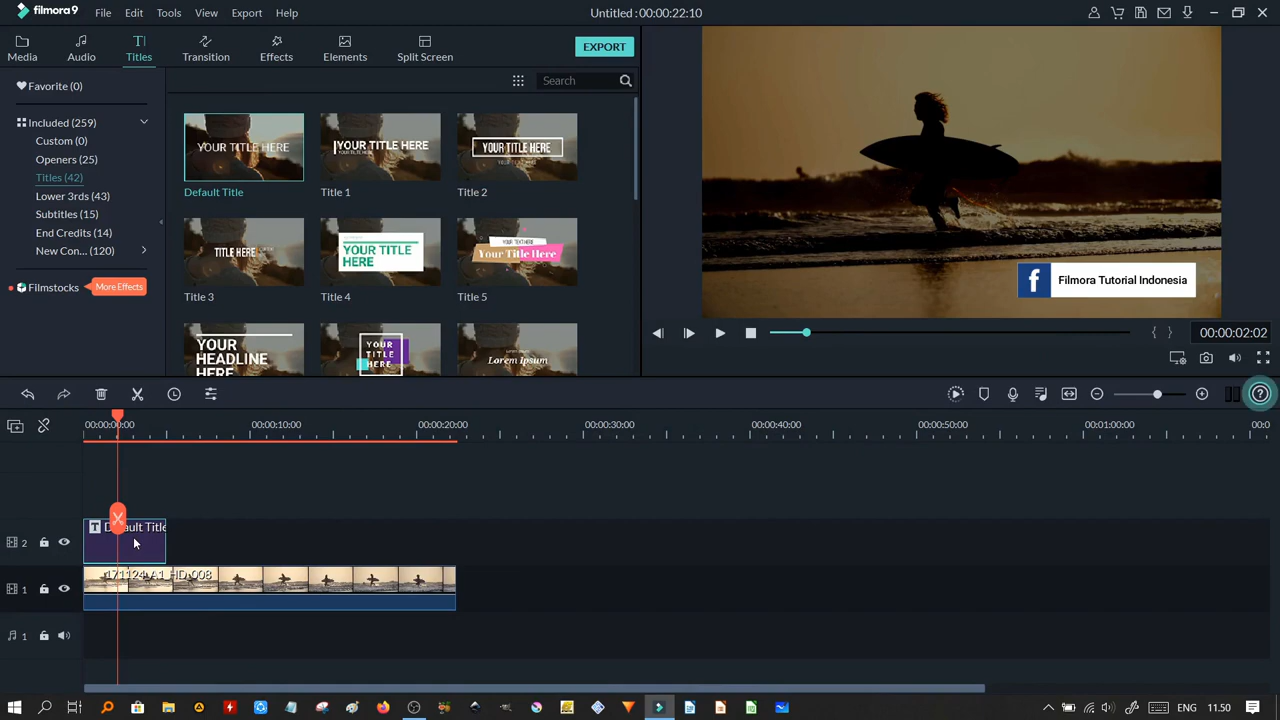 filmora9 File Edit Tools View Export Help Untitled : 00:00:22:10
Media Audio Titles Transition Effects Elements Split Screen EXPORT
Favorite (0)
Included (259)
Custom (0)
Openers (25)
Titles (42)
Lower 3rds (43)
Subtitles (15)
End Credits (14)
New Con... (120)
Filmstocks More Effects
Search
YOUR TITLE HERE
Default Title
YOUR TITLE HERE
Title 1
YOUR TITLE HERE
Title 2
TITLE HERE
Title 3
YOUR TITLE
HERE
Title 4
YOUR TEXT HERE
Your Title Here
Title 5
YOUR
HEADLINE
HERE
YOUR
TITLE
HERE
Lorem Ipsum
f Filmora Tutorial Indonesia
00:00:02:02
00:00:00:00 00:00:10:00 00:00:20:00 00:00:30:00 00:00:40:00 00:00:50:00 00:01:00:00 00:0
2 T Default Title
1 171124_A1_HD_008
1
ENG 11.50